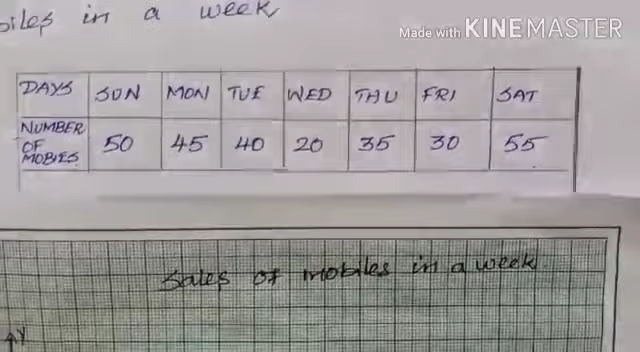 biles in a week
Made with KINEMASTER
DAYS SUN MON TUE WED THU FRI SAT
NUMBER OF MOBIES 50 45 40 20 35 30 55
Sales of mobiles in a week
Y